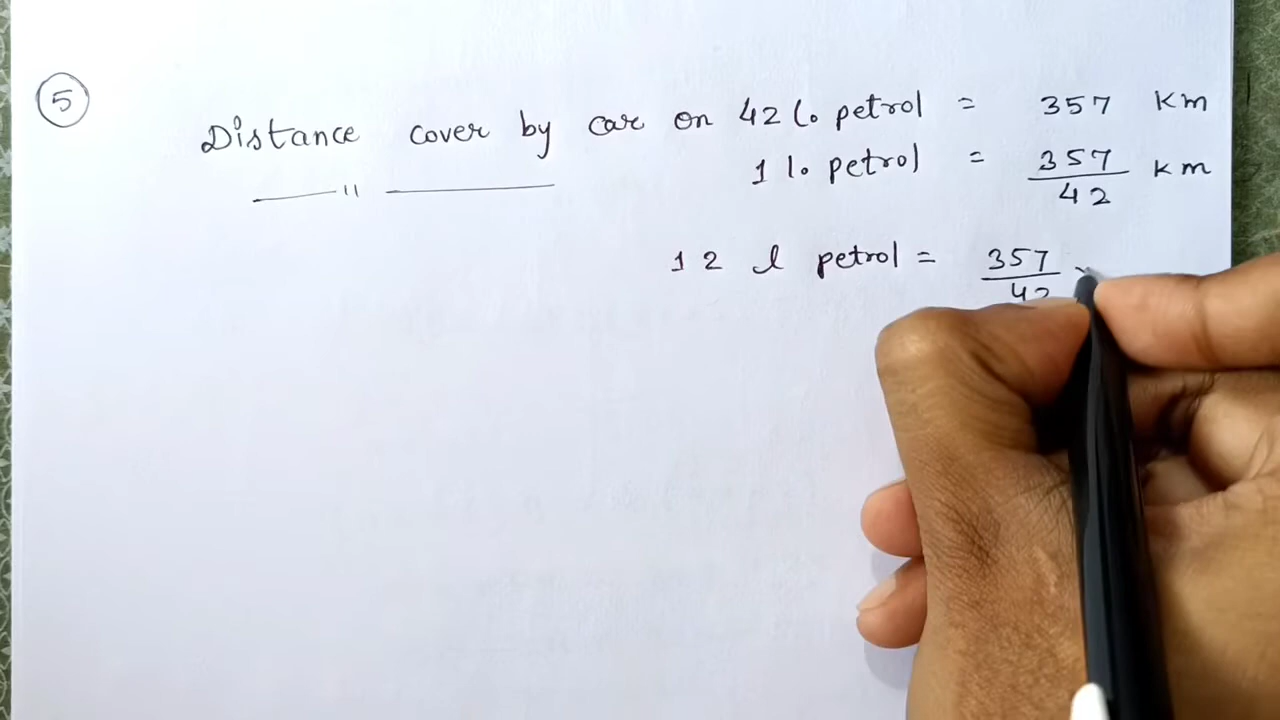 5
Distance cover by car on 42 l. petrol = 357 km
——"—— 1 l. petrol = 357/42 km
12 l petrol = 357/42 ×